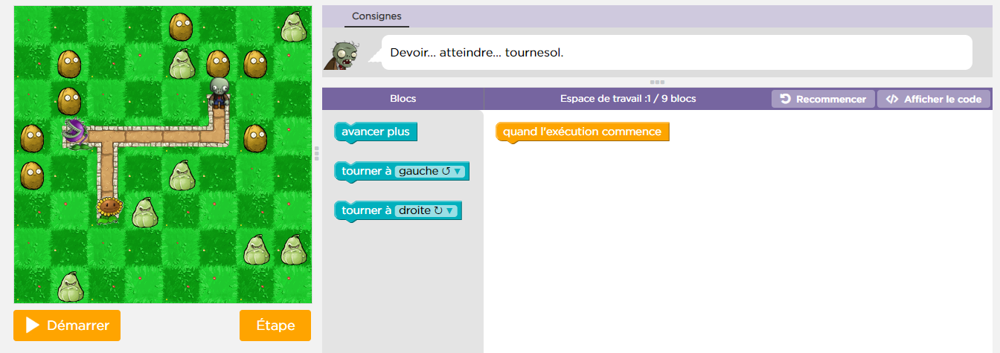 Consignes
Devoir... atteindre... tournesol.
Blocs
Espace de travail :1 / 9 blocs
Recommencer
</> Afficher le code
avancer plus
quand l'exécution commence
tourner à gauche ↺ ▼
tourner à droite ↻ ▼
Démarrer
Étape